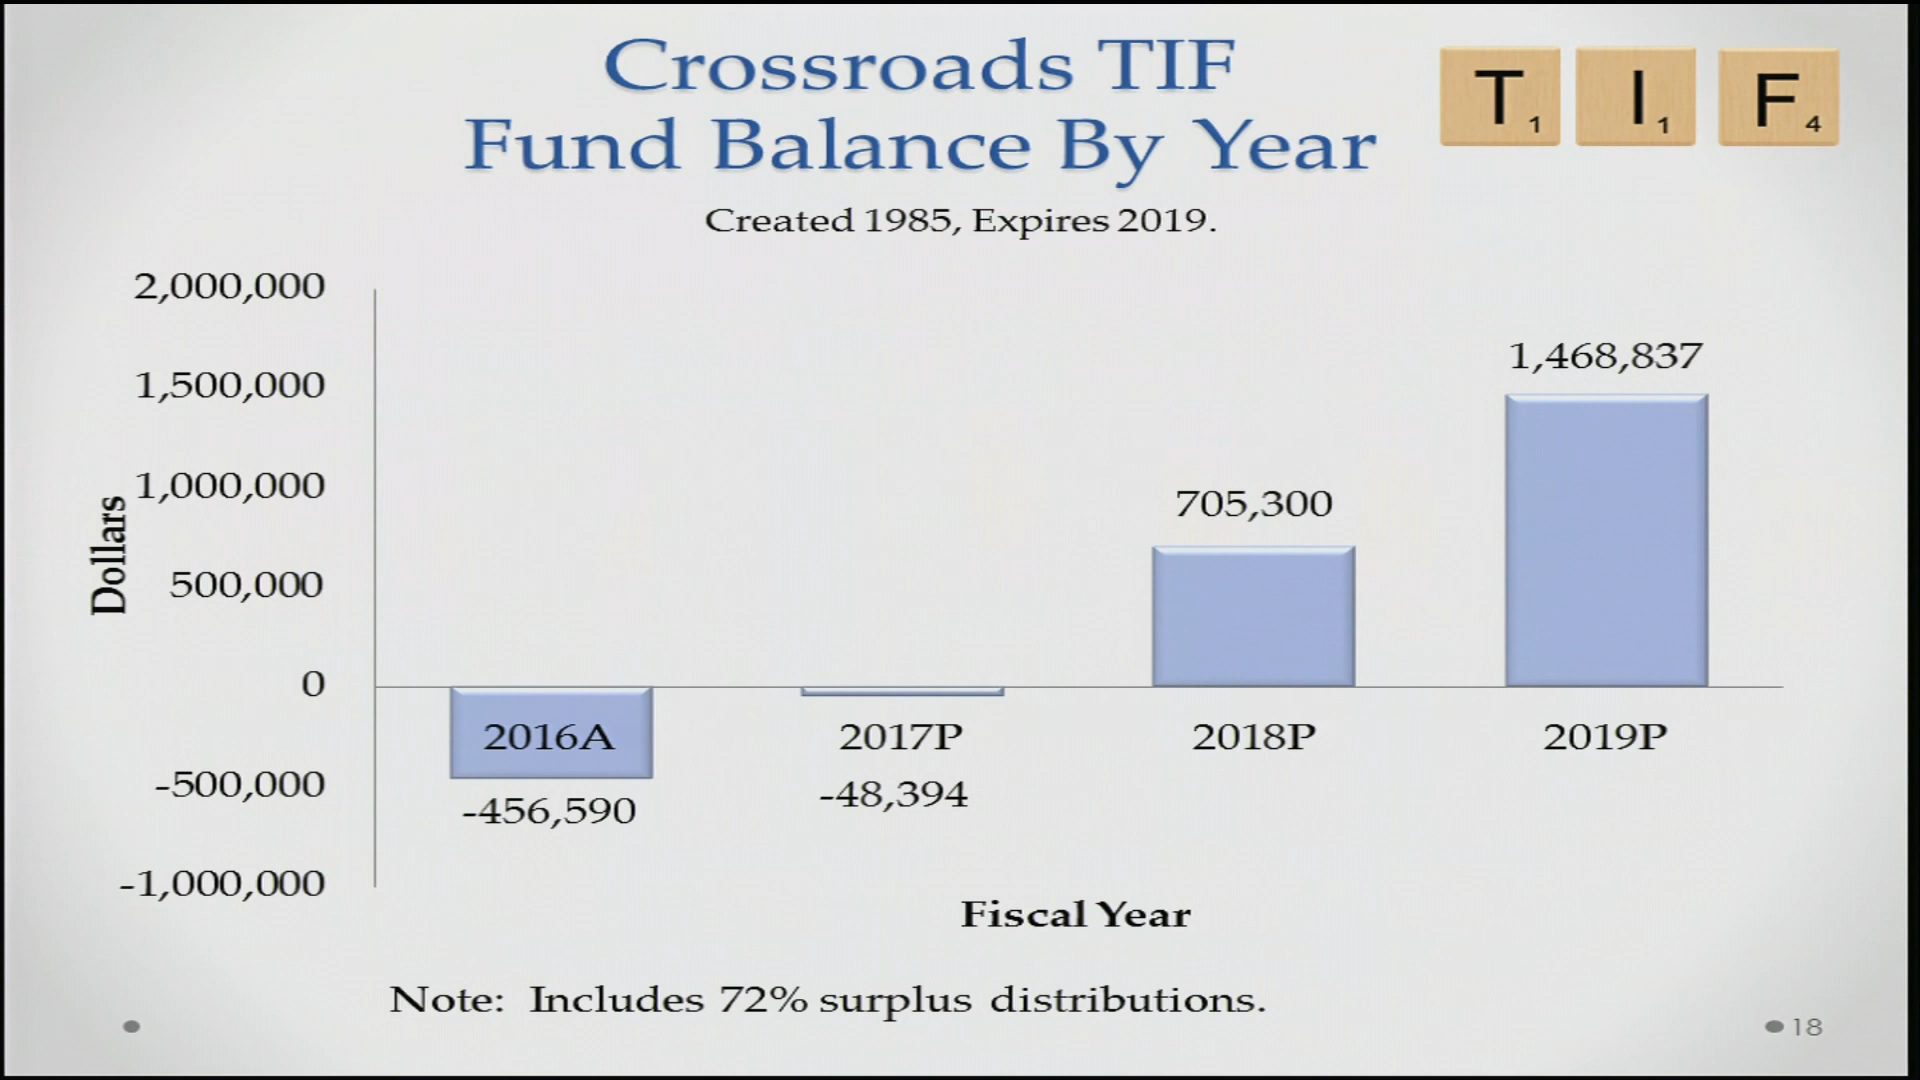 Crossroads TIF
Fund Balance By Year
T1 I1 F4
Created 1985, Expires 2019.
Dollars
2,000,000
1,500,000
1,000,000
500,000
0
-500,000
-1,000,000
1,468,837
705,300
2016A 2017P 2018P 2019P
-456,590 -48,394
Fiscal Year
Note: Includes 72% surplus distributions.
18